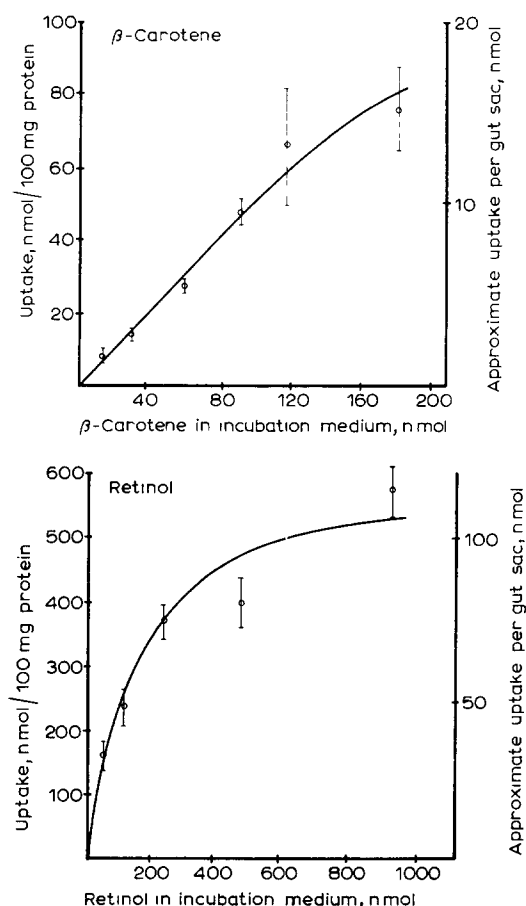 β-Carotene
100
80
60
40
20
Uptake, nmol/100 mg protein
20
10
Approximate uptake per gut sac, nmol
40 80 120 160 200
β-Carotene in incubation medium, nmol
Retinol
600
500
400
300
200
100
Uptake, nmol/100 mg protein
100
50
Approximate uptake per gut sac, nmol
200 400 600 800 1000
Retinol in incubation medium, nmol